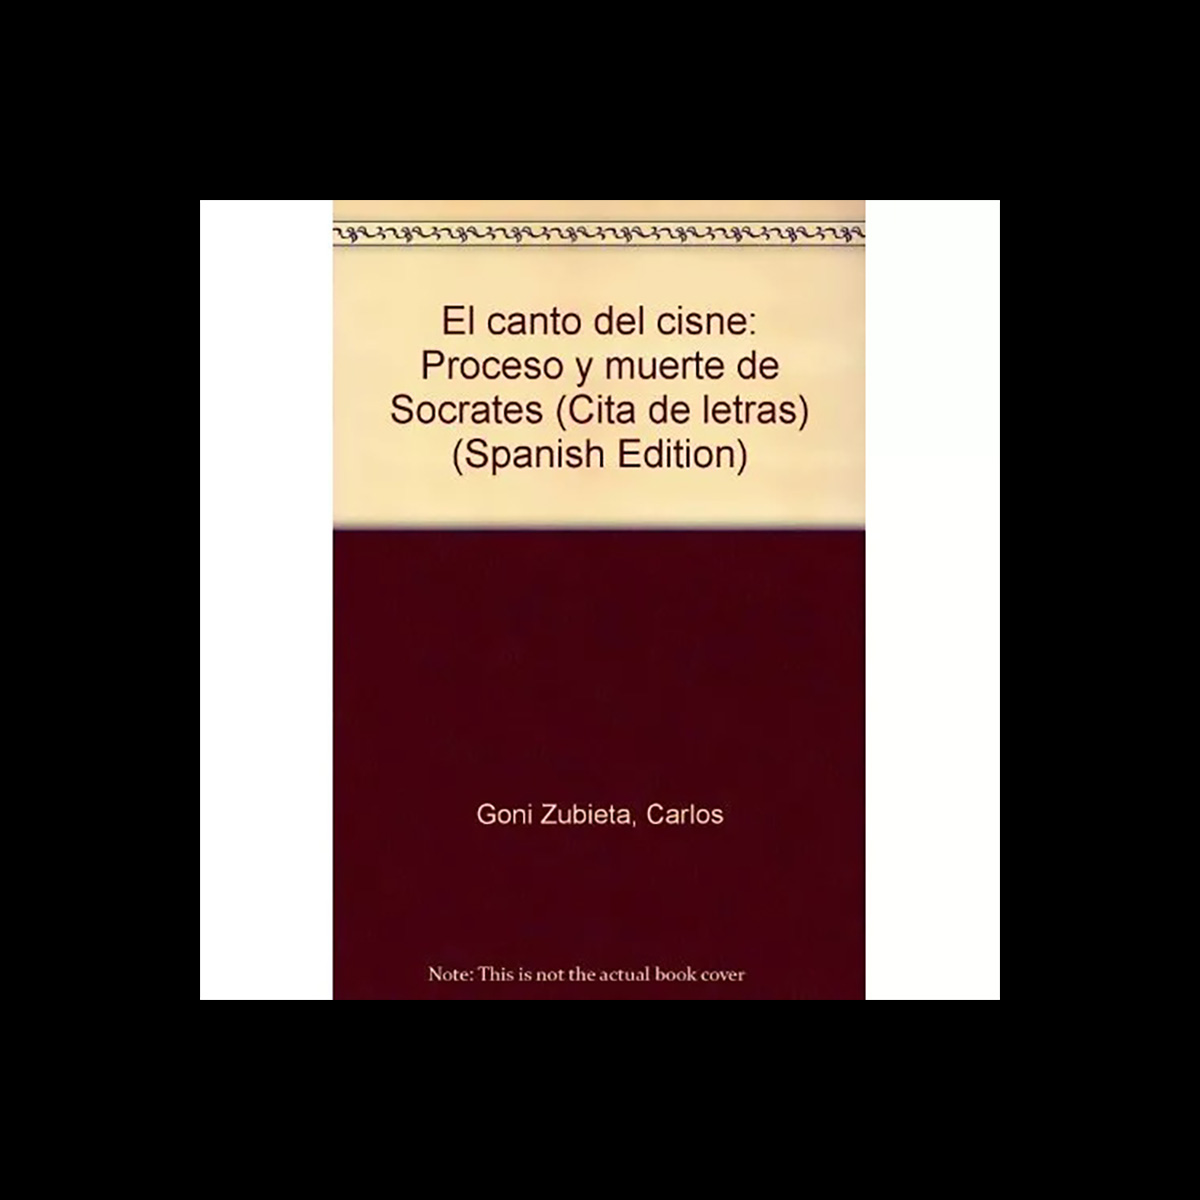 El canto del cisne:
Proceso y muerte de
Socrates (Cita de letras)
(Spanish Edition)
Goni Zubieta, Carlos
Note: This is not the actual book cover